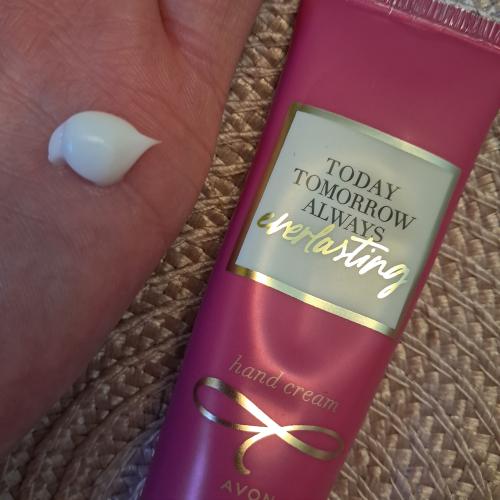 TODAY
TOMORROW
ALWAYS
everlasting
hand cream
AVON